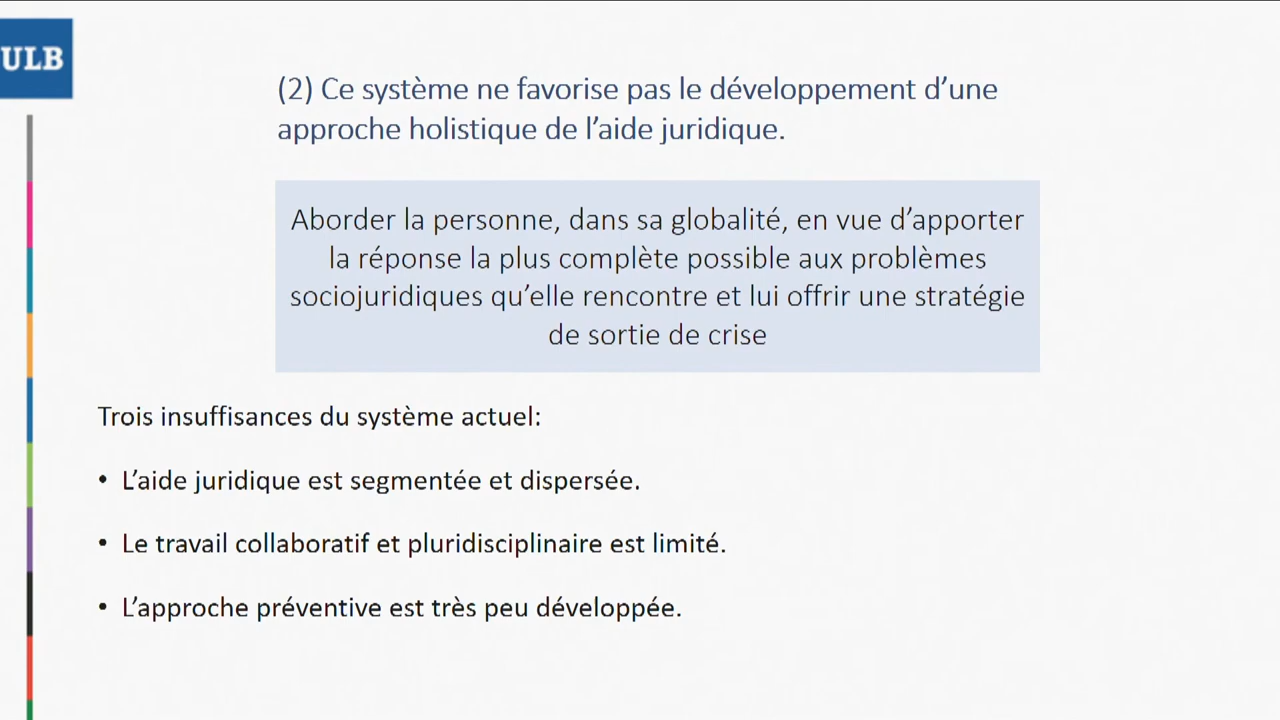 ULB
(2) Ce système ne favorise pas le développement d’une
approche holistique de l’aide juridique.
Aborder la personne, dans sa globalité, en vue d’apporter
la réponse la plus complète possible aux problèmes
sociojuridiques qu’elle rencontre et lui offrir une stratégie
de sortie de crise
Trois insuffisances du système actuel:
• L’aide juridique est segmentée et dispersée.
• Le travail collaboratif et pluridisciplinaire est limité.
• L’approche préventive est très peu développée.